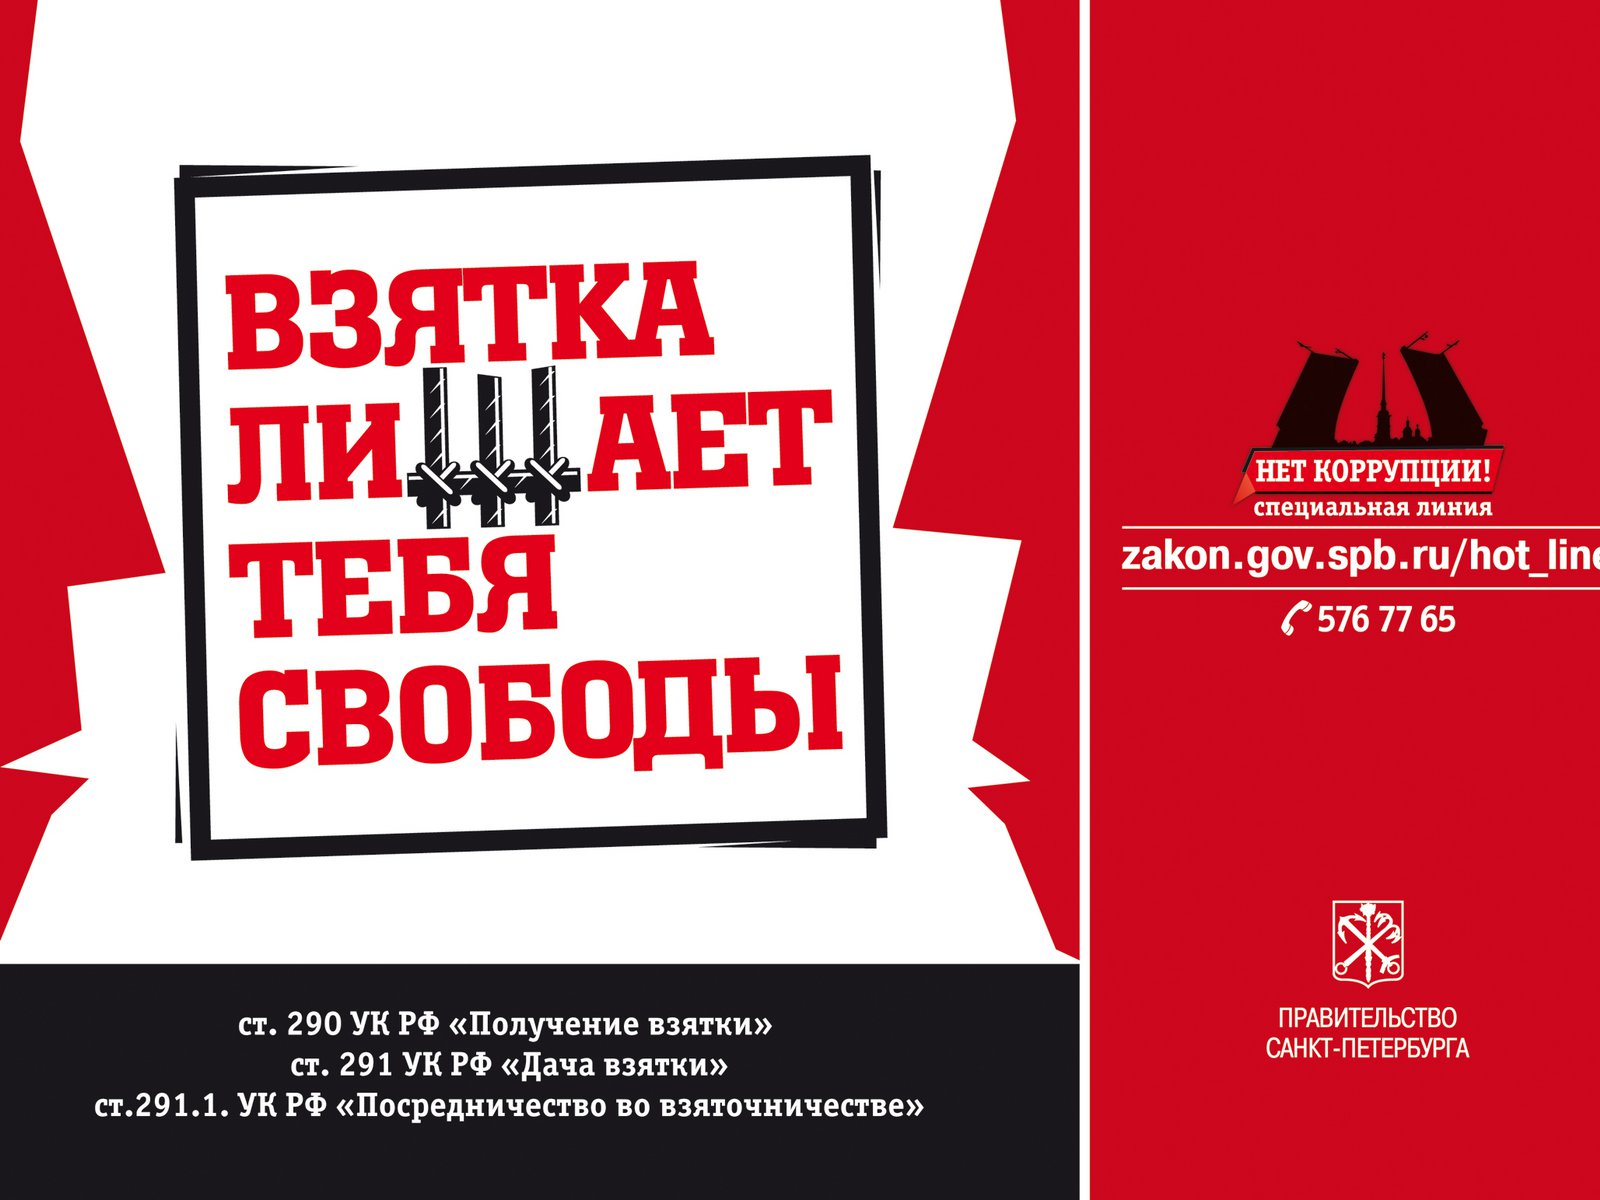 ВЗЯТКА
ЛИШАЕТ
ТЕБЯ
СВОБОДЫ
ст. 290 УК РФ «Получение взятки»
ст. 291 УК РФ «Дача взятки»
ст.291.1. УК РФ «Посредничество во взяточничестве»
НЕТ КОРРУПЦИИ!
специальная линия
zakon.gov.spb.ru/hot_line
576 77 65
ПРАВИТЕЛЬСТВО
САНКТ-ПЕТЕРБУРГА